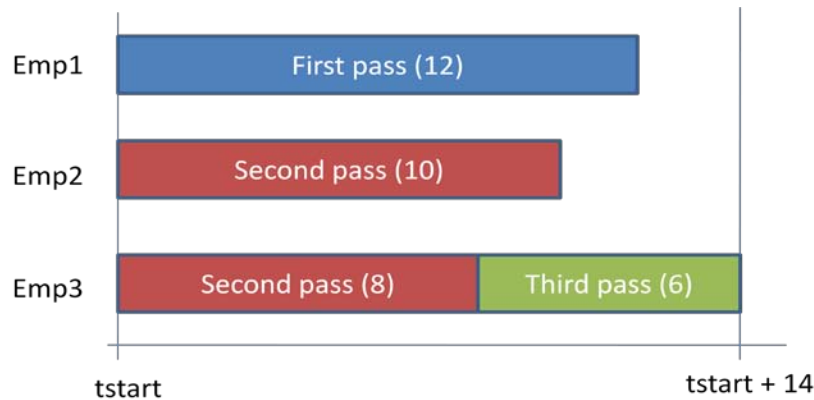 Emp1
First pass (12)
Emp2
Second pass (10)
Emp3
Second pass (8)
Third pass (6)
tstart
tstart + 14